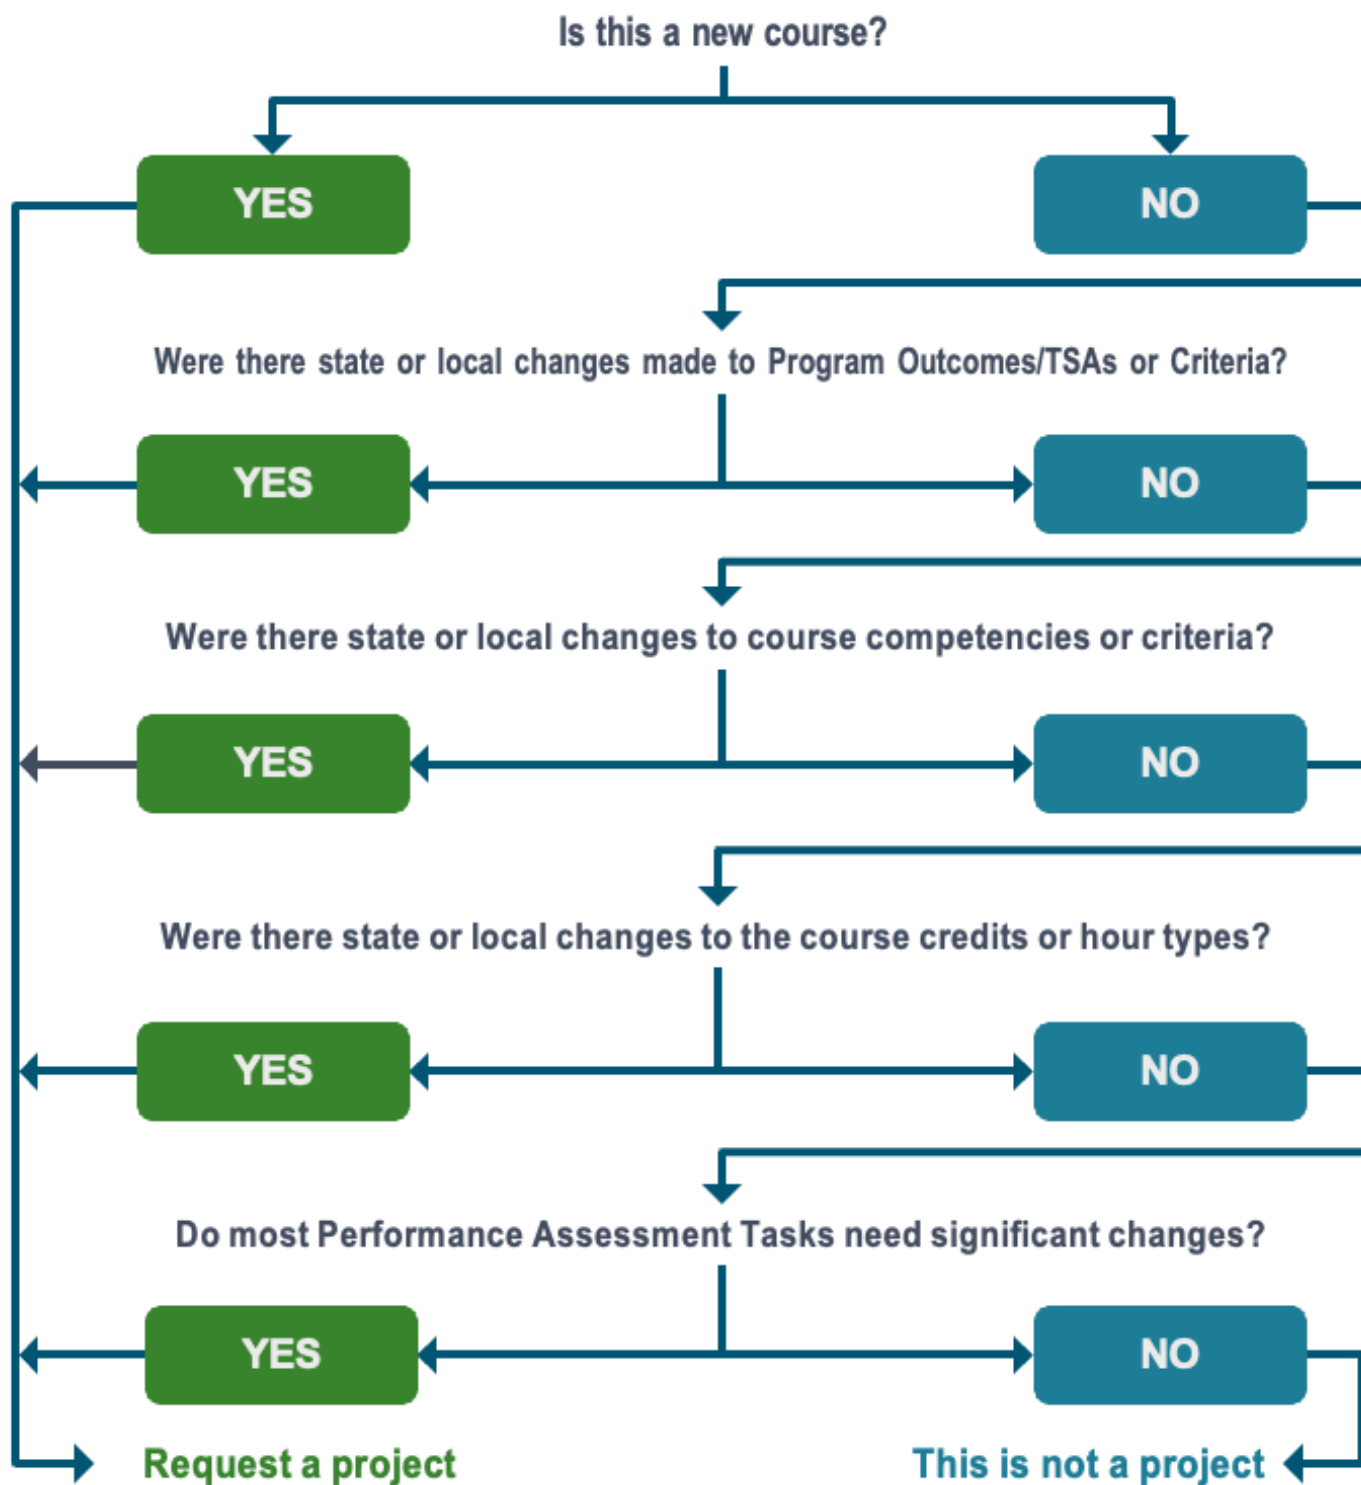 Is this a new course?
YES
NO
Were there state or local changes made to Program Outcomes/TSAs or Criteria?
YES
NO
Were there state or local changes to course competencies or criteria?
YES
NO
Were there state or local changes to the course credits or hour types?
YES
NO
Do most Performance Assessment Tasks need significant changes?
YES
NO
Request a project
This is not a project